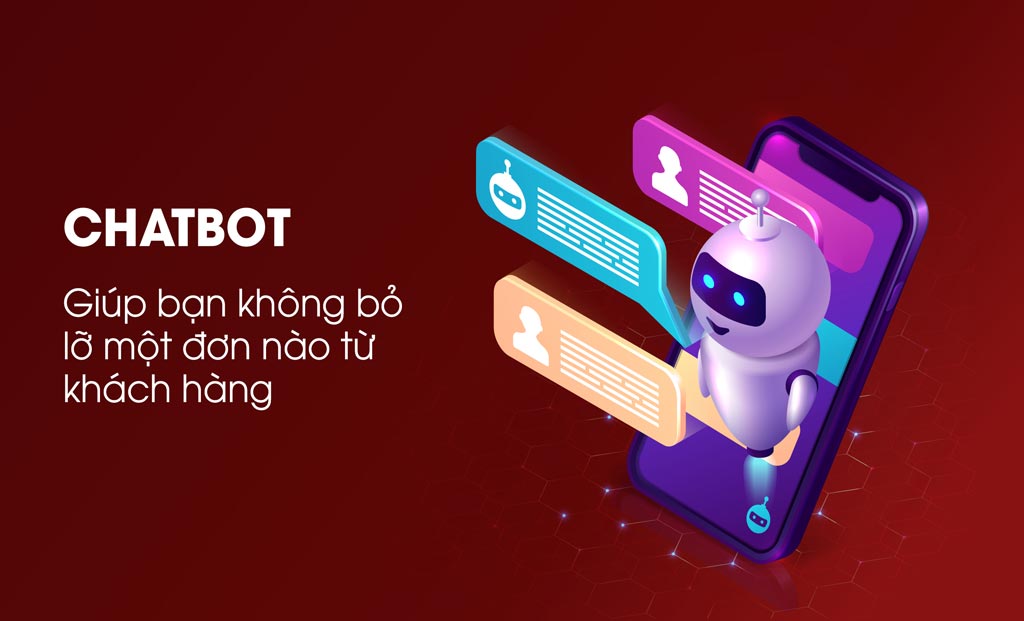 CHATBOT
Giúp bạn không bỏ
lỡ một đơn nào từ
khách hàng